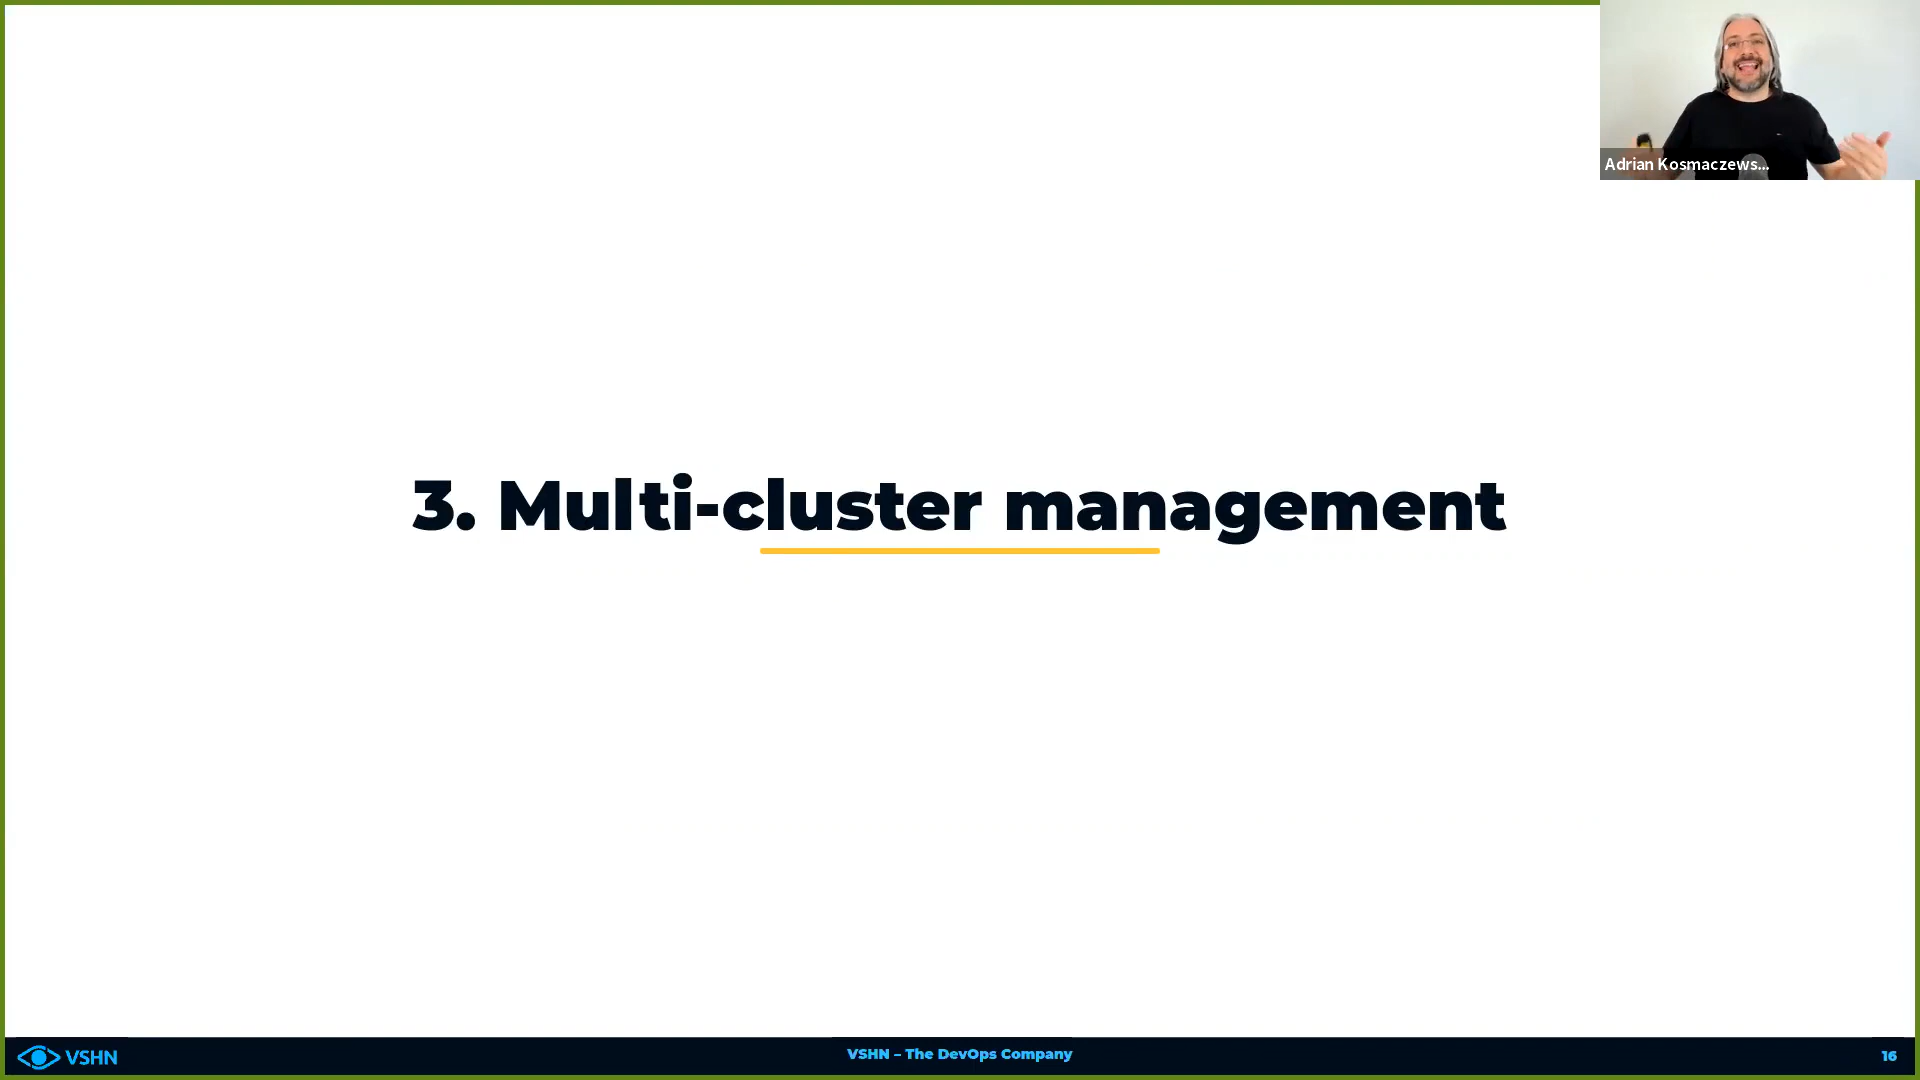 Adrian Kosmaczews...
3. Multi-cluster management
VSHN
VSHN – The DevOps Company
16